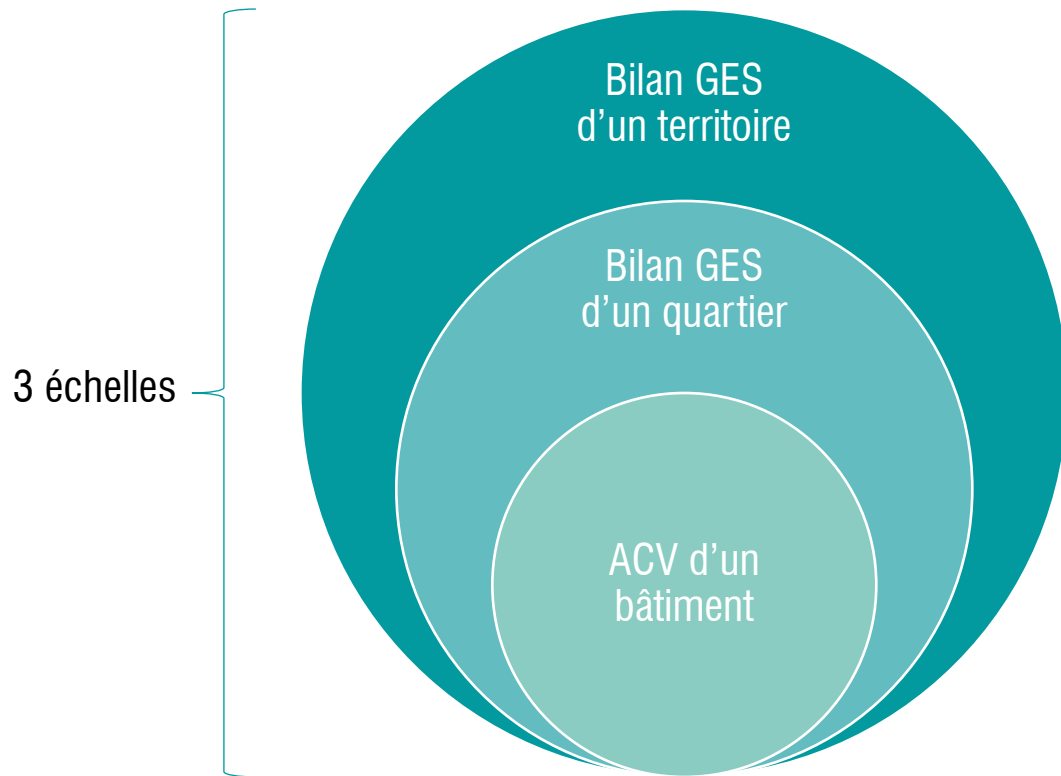 Bilan GES
d’un territoire
Bilan GES
d’un quartier
3 échelles
ACV d’un
bâtiment